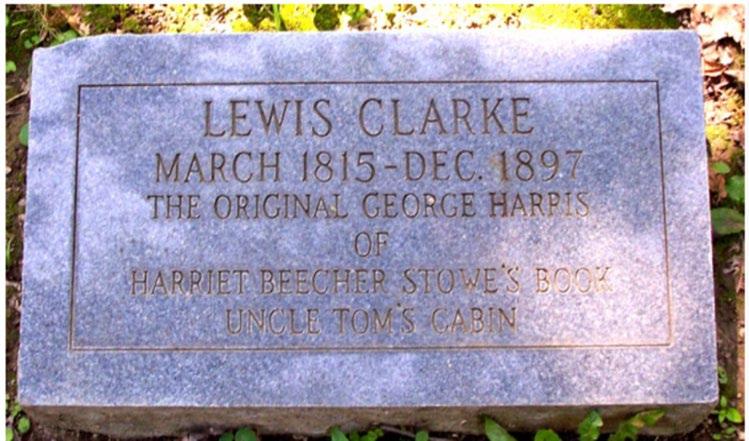 LEWIS CLARKE
MARCH 1815-DEC. 1897
THE ORIGINAL GEORGE HARRIS
OF
HARRIET BEECHER STOWE'S BOOK
UNCLE TOM'S CABIN